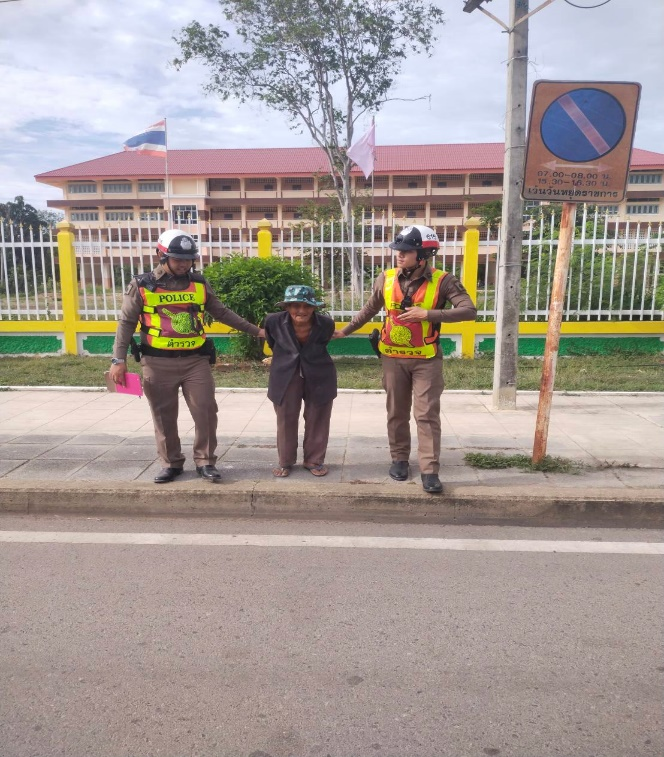 07.00-08.00 น.
15.30-16.30 น.
เว้นวันหยุดราชการ
POLICE
ตำรวจ
ตำรวจ